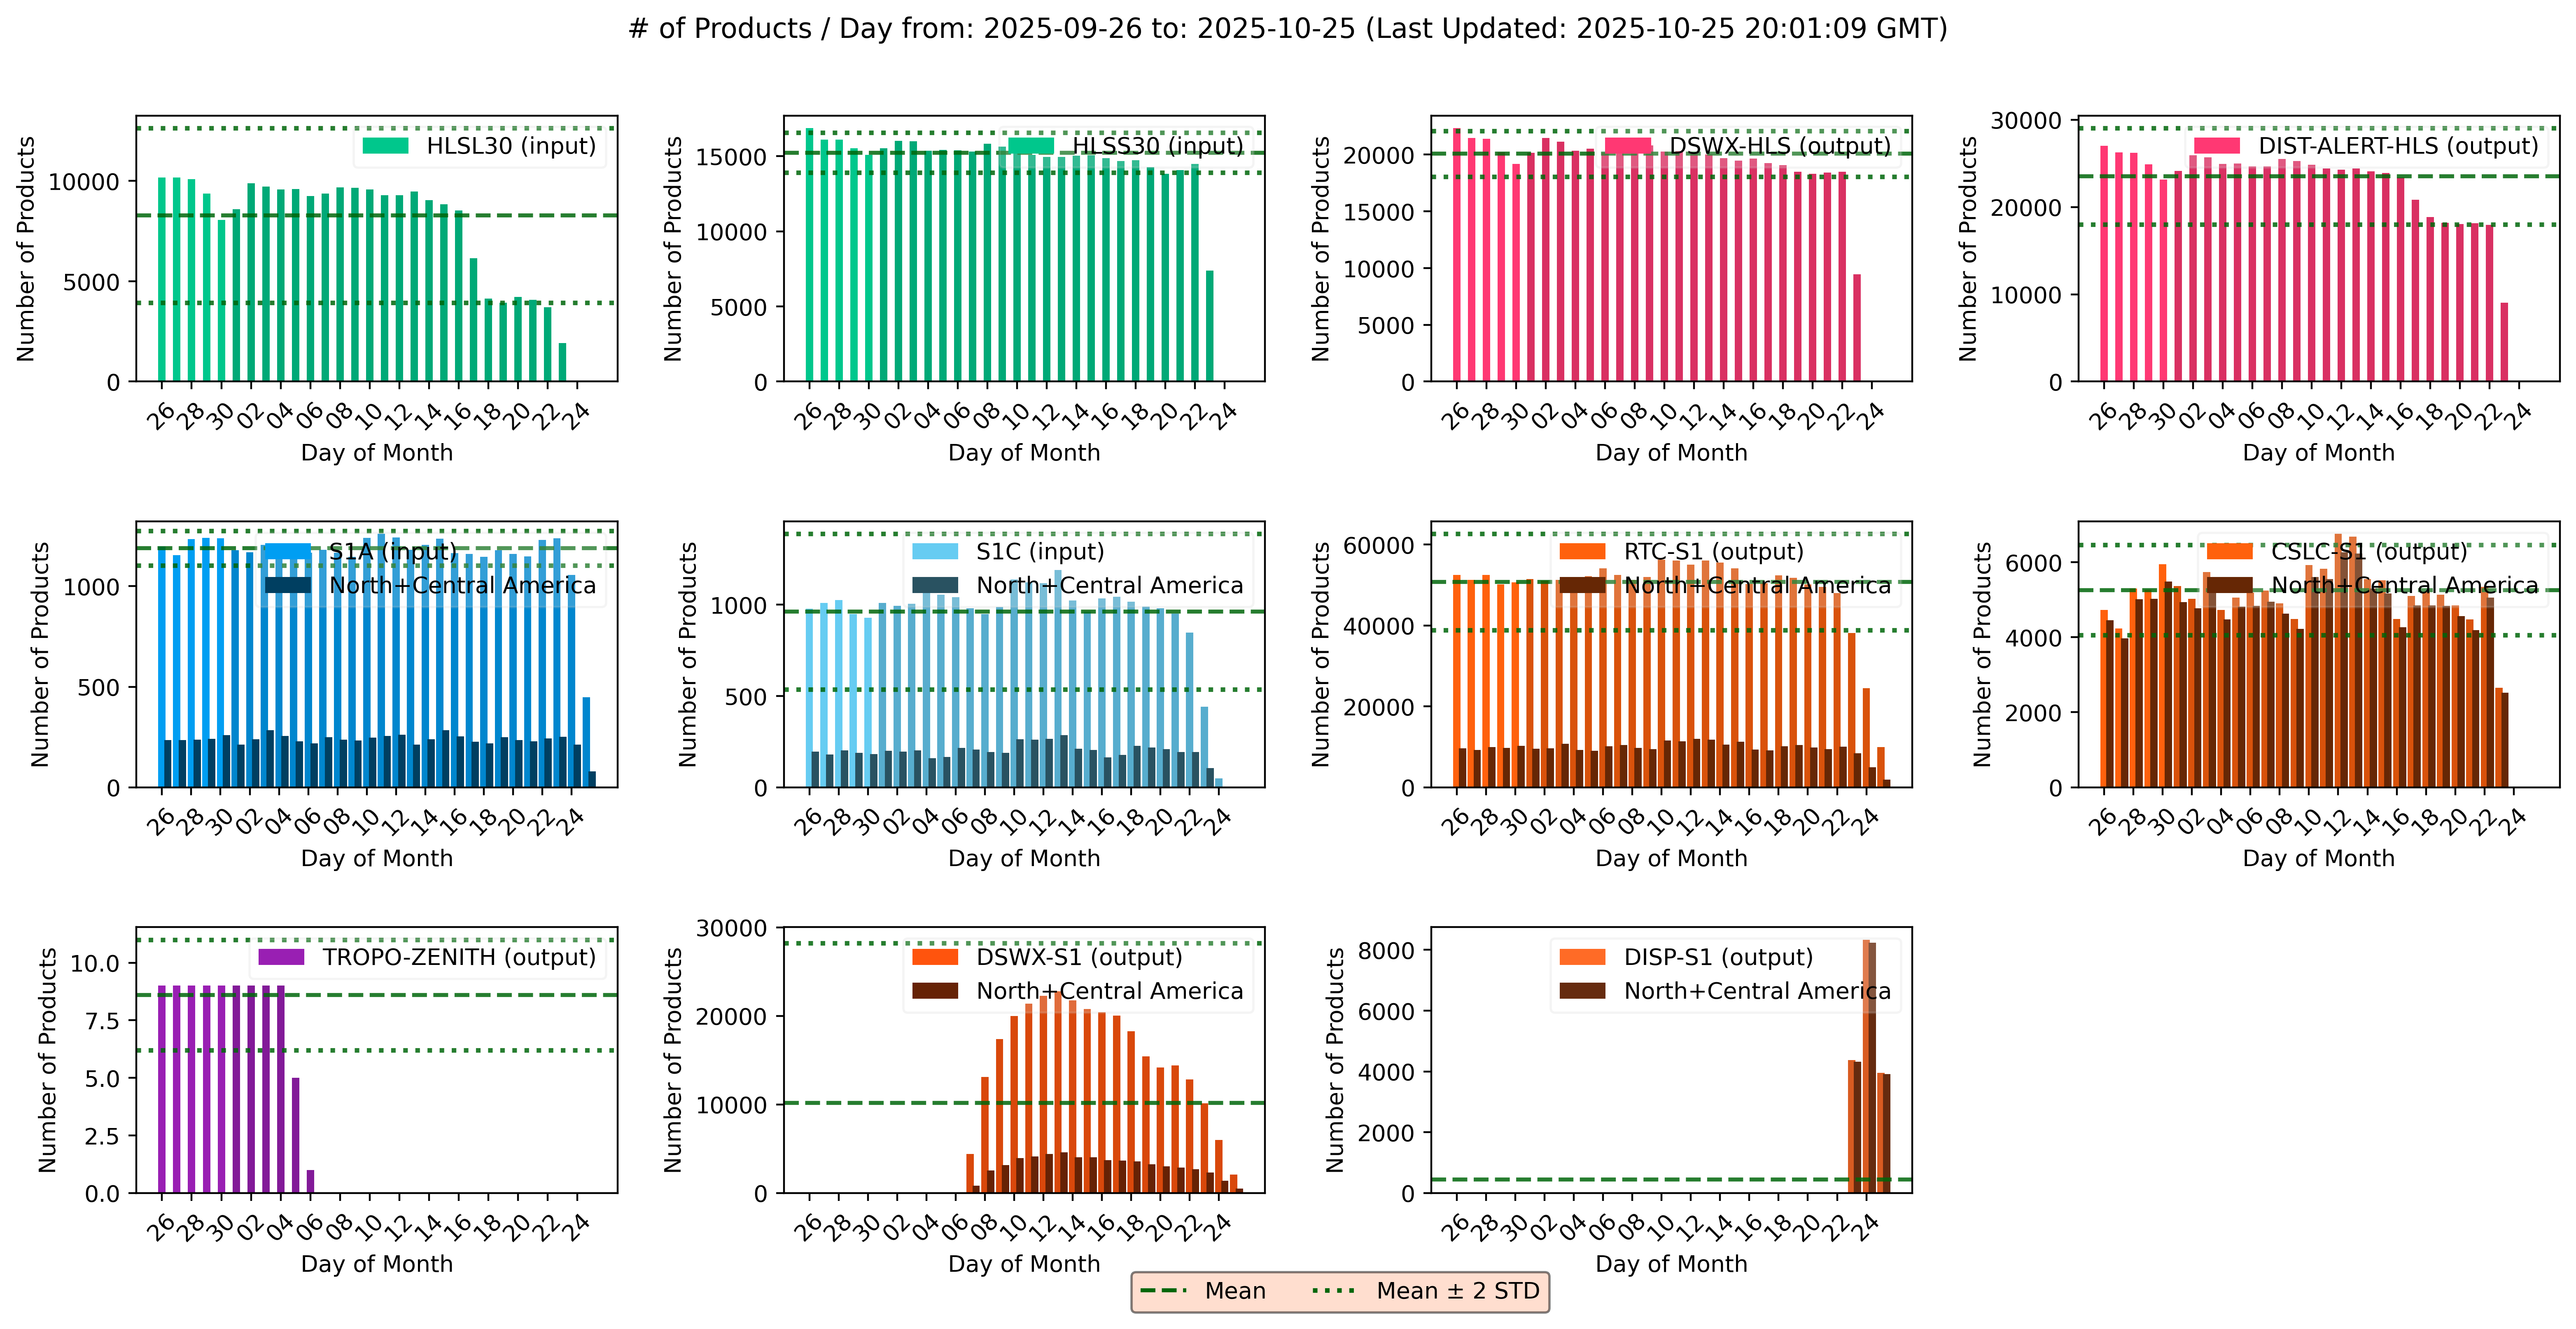 # of Products / Day from: 2025-09-26 to: 2025-10-25 (Last Updated: 2025-10-25 20:01:09 GMT)
Number of Products
10000
5000
0
HLSL30 (input)
26 28 30 02 04 06 08 10 12 14 16 18 20 22 24
Day of Month
Number of Products
15000
10000
5000
0
HLSS30 (input)
26 28 30 02 04 06 08 10 12 14 16 18 20 22 24
Day of Month
Number of Products
20000
15000
10000
5000
0
DSWX-HLS (output)
26 28 30 02 04 06 08 10 12 14 16 18 20 22 24
Day of Month
Number of Products
30000
20000
10000
0
DIST-ALERT-HLS (output)
26 28 30 02 04 06 08 10 12 14 16 18 20 22 24
Day of Month
Number of Products
1000
500
0
S1A (input)
North+Central America
26 28 30 02 04 06 08 10 12 14 16 18 20 22 24
Day of Month
Number of Products
1000
500
0
S1C (input)
North+Central America
26 28 30 02 04 06 08 10 12 14 16 18 20 22 24
Day of Month
Number of Products
60000
40000
20000
0
RTC-S1 (output)
North+Central America
26 28 30 02 04 06 08 10 12 14 16 18 20 22 24
Day of Month
Number of Products
6000
4000
2000
0
CSLC-S1 (output)
North+Central America
26 28 30 02 04 06 08 10 12 14 16 18 20 22 24
Day of Month
Number of Products
10.0
7.5
5.0
2.5
0.0
TROPO-ZENITH (output)
26 28 30 02 04 06 08 10 12 14 16 18 20 22 24
Day of Month
Number of Products
30000
20000
10000
0
DSWX-S1 (output)
North+Central America
26 28 30 02 04 06 08 10 12 14 16 18 20 22 24
Day of Month
Number of Products
8000
6000
4000
2000
0
DISP-S1 (output)
North+Central America
26 28 30 02 04 06 08 10 12 14 16 18 20 22 24
Day of Month
Mean
Mean ± 2 STD